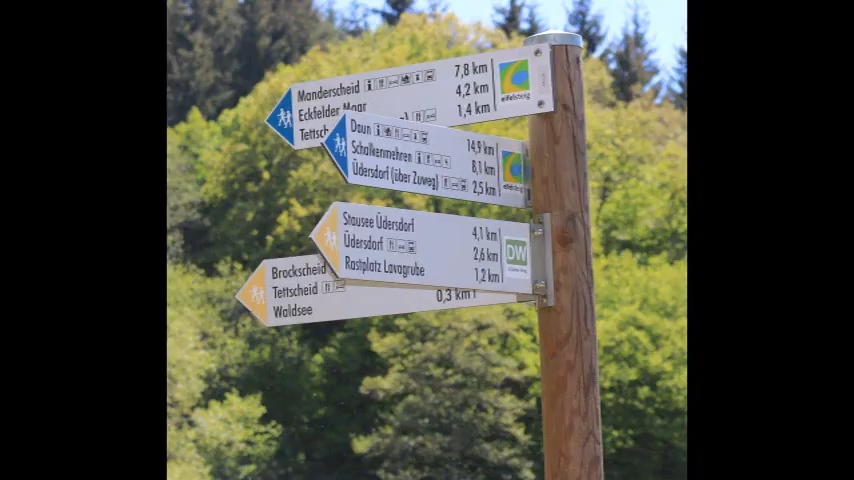 Manderscheid 7,8 km
Eckfelder Maar 4,2 km
Tettsch 1,4 km
eifelsteig
Daun 14,9 km
Schalkenmehren 8,1 km
Üdersdorf (über Zuweg) 2,5 km
eifelsteig
Stausee Üdersdorf 4,1 km
Üdersdorf 2,6 km
Rastplatz Lavagrube 1,2 km
DW
Brockscheid
Tettscheid
Waldsee 0,3 km